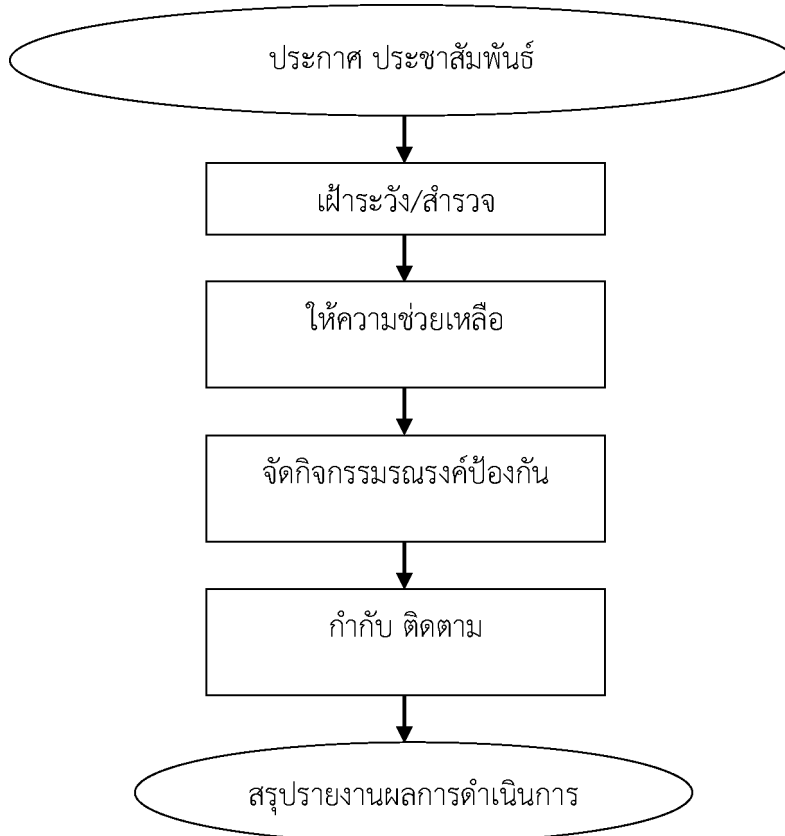 ประกาศ ประชาสัมพันธ์
เฝ้าระวัง/สำรวจ
ให้ความช่วยเหลือ
จัดกิจกรรมรณรงค์ป้องกัน
กำกับ ติดตาม
สรุปรายงานผลการดำเนินการ